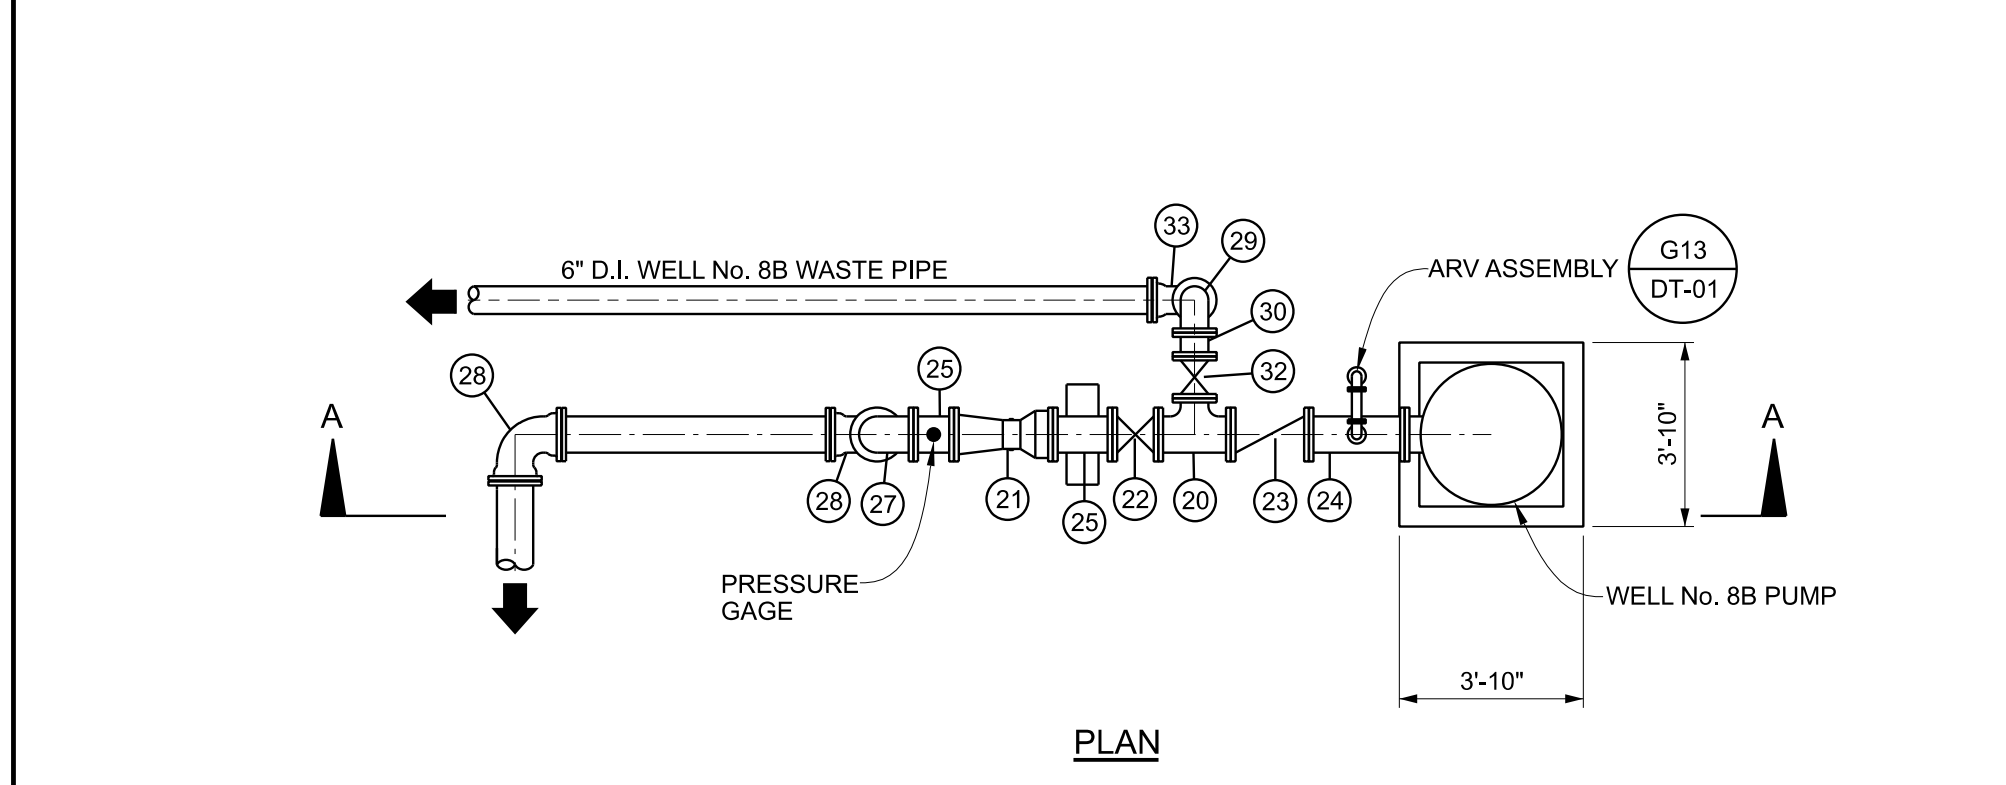 33
29
G13
6" D.I. WELL No. 8B WASTE PIPE
ARV ASSEMBLY
DT-01
30
28
25
32
A
A
3'-10"
28
27
21
25
22
20
23
24
PRESSURE
GAGE
WELL No. 8B PUMP
3'-10"
PLAN